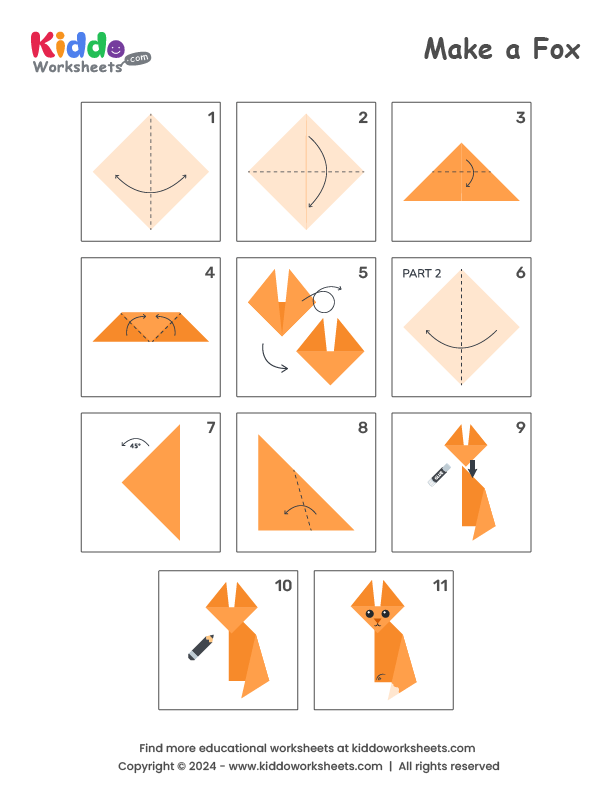 Kiddo
Worksheets
.com
Make a Fox
1
2
3
4
5
PART 2
6
7
45°
8
9
GLUE
10
11
Find more educational worksheets at kiddoworksheets.com
Copyright © 2024 - www.kiddoworksheets.com | All rights reserved